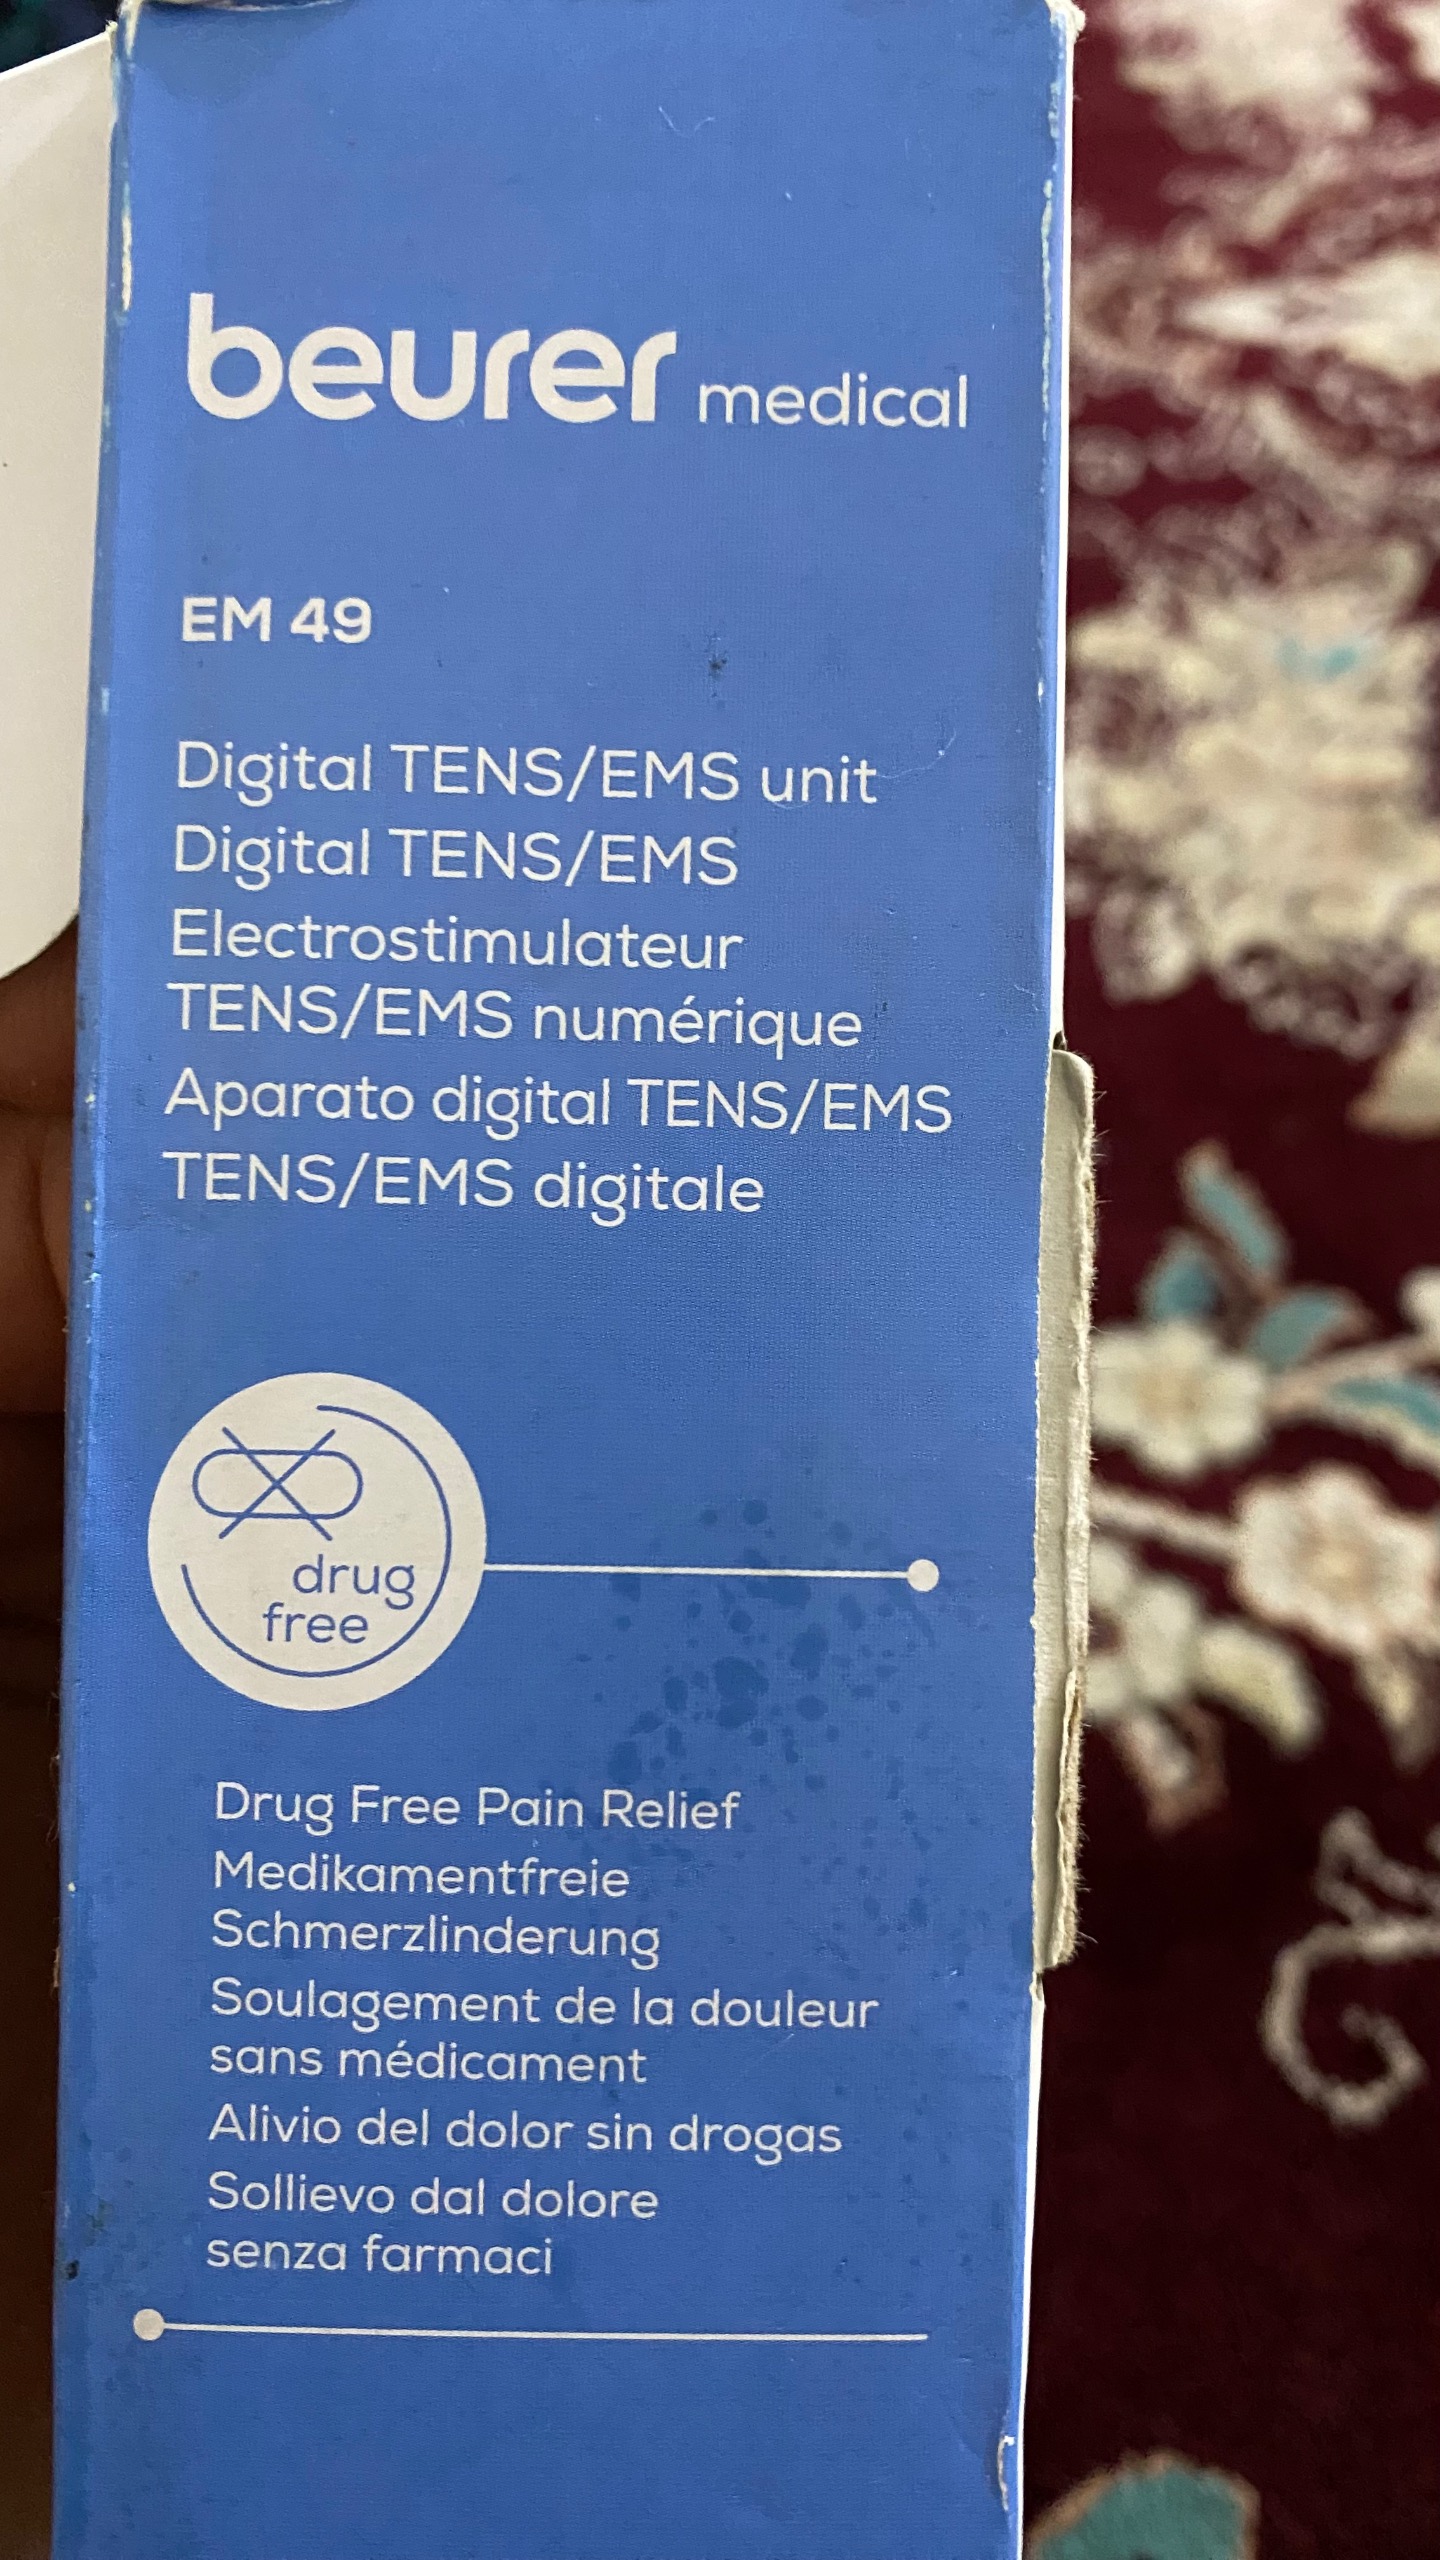 beurer medical
EM 49
Digital TENS/EMS unit
Digital TENS/EMS
Electrostimulateur
TENS/EMS numérique
Aparato digital TENS/EMS
TENS/EMS digitale
drug
free
Drug Free Pain Relief
Medikamentfreie
Schmerzlinderung
Soulagement de la douleur
sans médicament
Alivio del dolor sin drogas
Sollievo dal dolore
senza farmaci